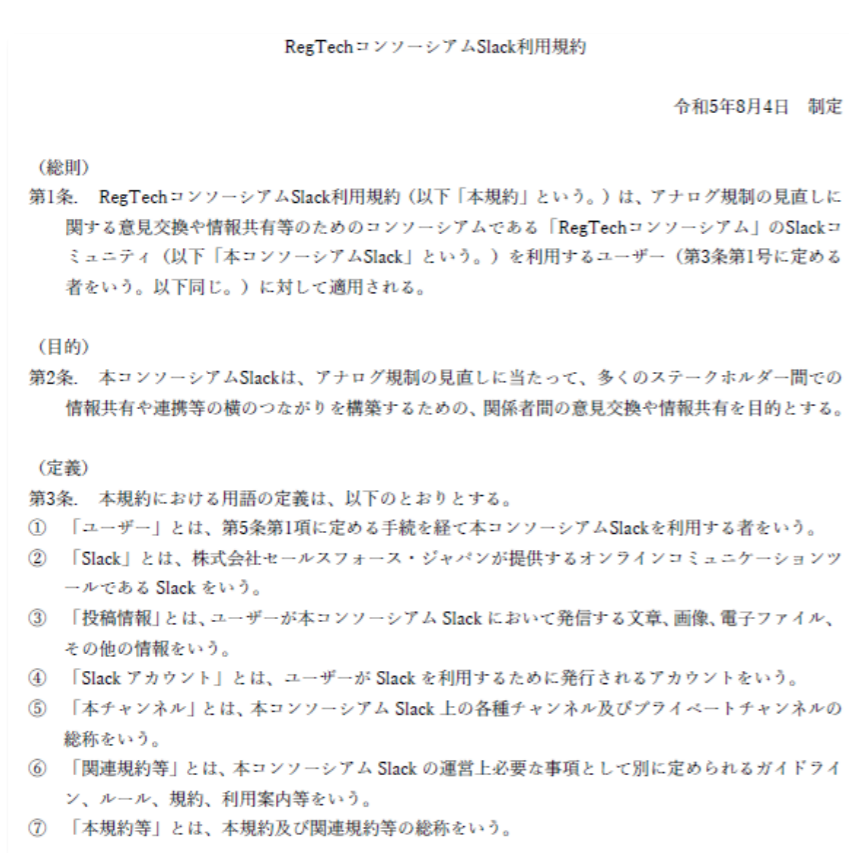 RegTechコンソーシアムSlack利用規約
令和5年8月4日　制定
（総則）
第1条.　RegTechコンソーシアムSlack利用規約（以下「本規約」という。）は、アナログ規制の見直しに
関する意見交換や情報共有等のためのコンソーシアムである「RegTechコンソーシアム」のSlackコ
ミュニティ（以下「本コンソーシアムSlack」という。）を利用するユーザー（第3条第1号に定める
者をいう。以下同じ。）に対して適用される。
（目的）
第2条.　本コンソーシアムSlackは、アナログ規制の見直しに当たって、多くのステークホルダー間での
情報共有や連携等の横のつながりを構築するための、関係者間の意見交換や情報共有を目的とする。
（定義）
第3条.　本規約における用語の定義は、以下のとおりとする。
①　「ユーザー」とは、第5条第1項に定める手続を経て本コンソーシアムSlackを利用する者をいう。
②　「Slack」とは、株式会社セールスフォース・ジャパンが提供するオンラインコミュニケーションツ
ールである Slack をいう。
③　「投稿情報」とは、ユーザーが本コンソーシアム Slack において発信する文章、画像、電子ファイル、
その他の情報をいう。
④　「Slack アカウント」とは、ユーザーが Slack を利用するために発行されるアカウントをいう。
⑤　「本チャンネル」とは、本コンソーシアム Slack 上の各種チャンネル及びプライベートチャンネルの
総称をいう。
⑥　「関連規約等」とは、本コンソーシアム Slack の運営上必要な事項として別に定められるガイドライ
ン、ルール、規約、利用案内等をいう。
⑦　「本規約等」とは、本規約及び関連規約等の総称をいう。